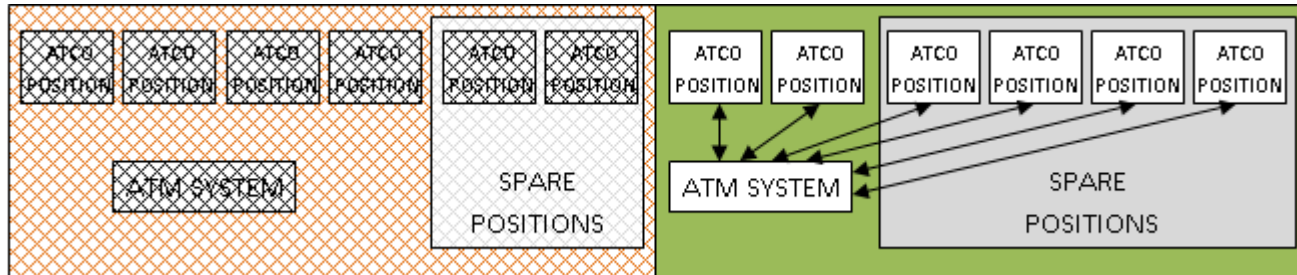 ATCO ATCO ATCO ATCO ATCO ATCO ATCO ATCO ATCO ATCO ATCO ATCO
POSITION POSITION POSITION POSITION POSITION POSITION POSITION POSITION POSITION POSITION POSITION POSITION
ATM SYSTEM SPARE ATM SYSTEM SPARE
POSITIONS POSITIONS